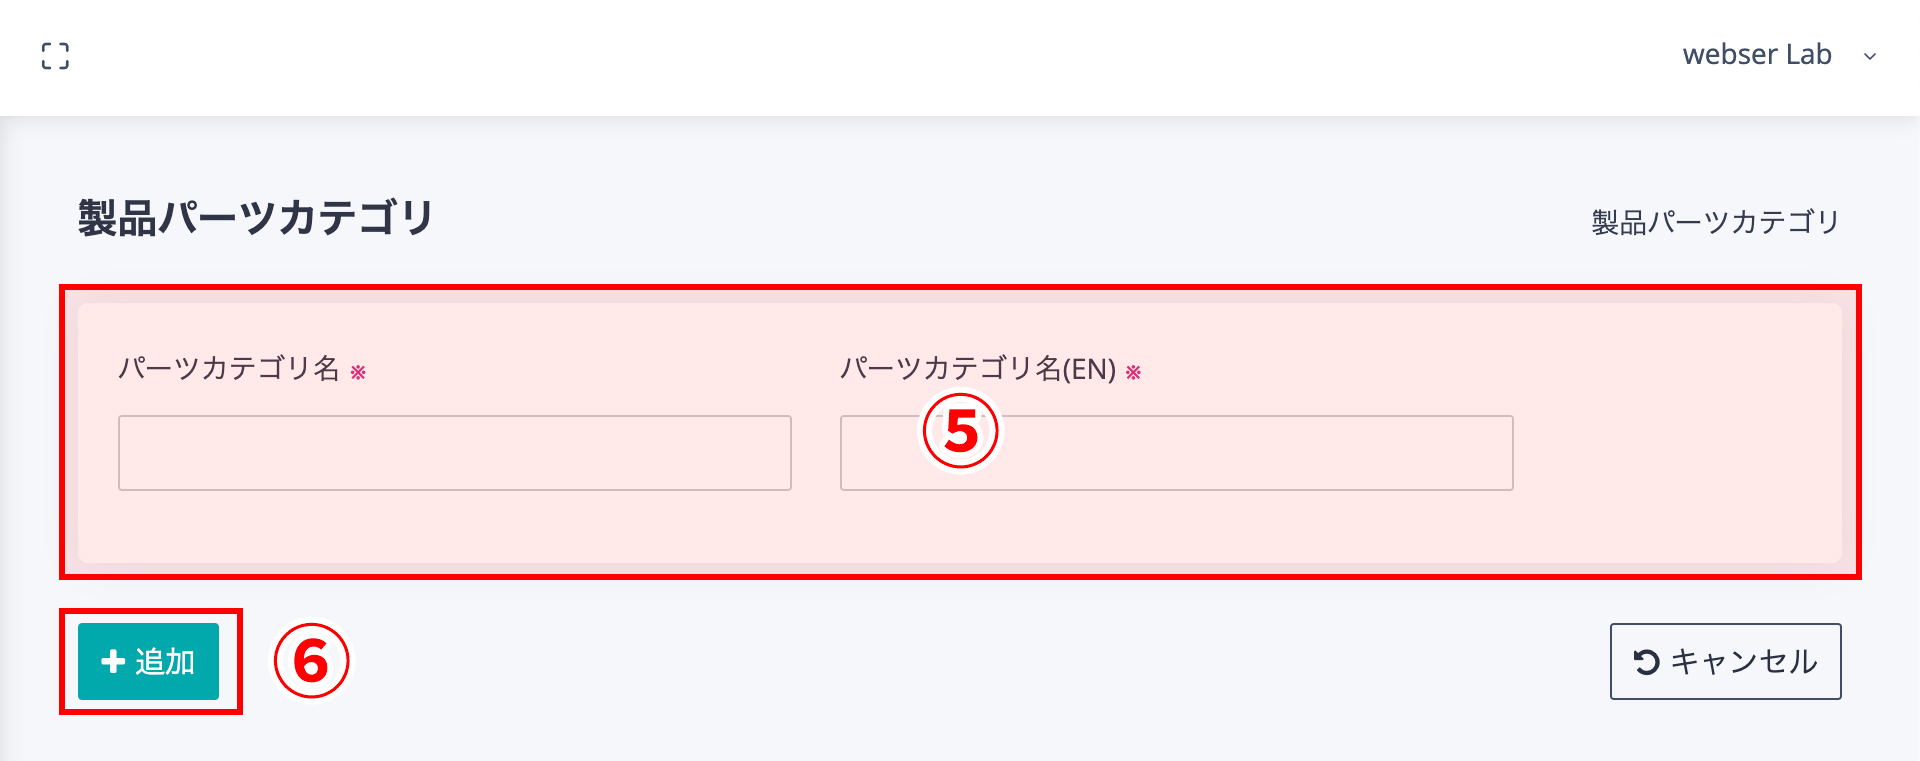 webser Lab
製品パーツカテゴリ
製品パーツカテゴリ
パーツカテゴリ名 ※
パーツカテゴリ名(EN) ※
⑤
追加
⑥
キャンセル